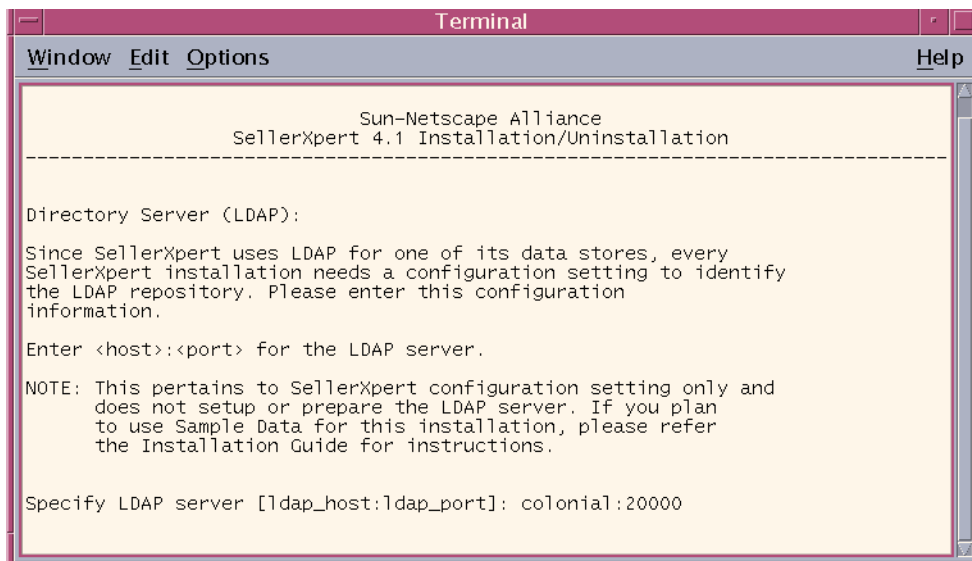 Terminal
Window Edit Options Help
Sun-Netscape Alliance
SellerXpert 4.1 Installation/Uninstallation
--------------------------------------------------------------------------------
Directory Server (LDAP):
Since SellerXpert uses LDAP for one of its data stores, every
SellerXpert installation needs a configuration setting to identify
the LDAP repository. Please enter this configuration
information.
Enter <host>:<port> for the LDAP server.
NOTE: This pertains to SellerXpert configuration setting only and
does not setup or prepare the LDAP server. If you plan
to use Sample Data for this installation, please refer
the Installation Guide for instructions.
Specify LDAP server [ldap_host:ldap_port]: colonial:20000